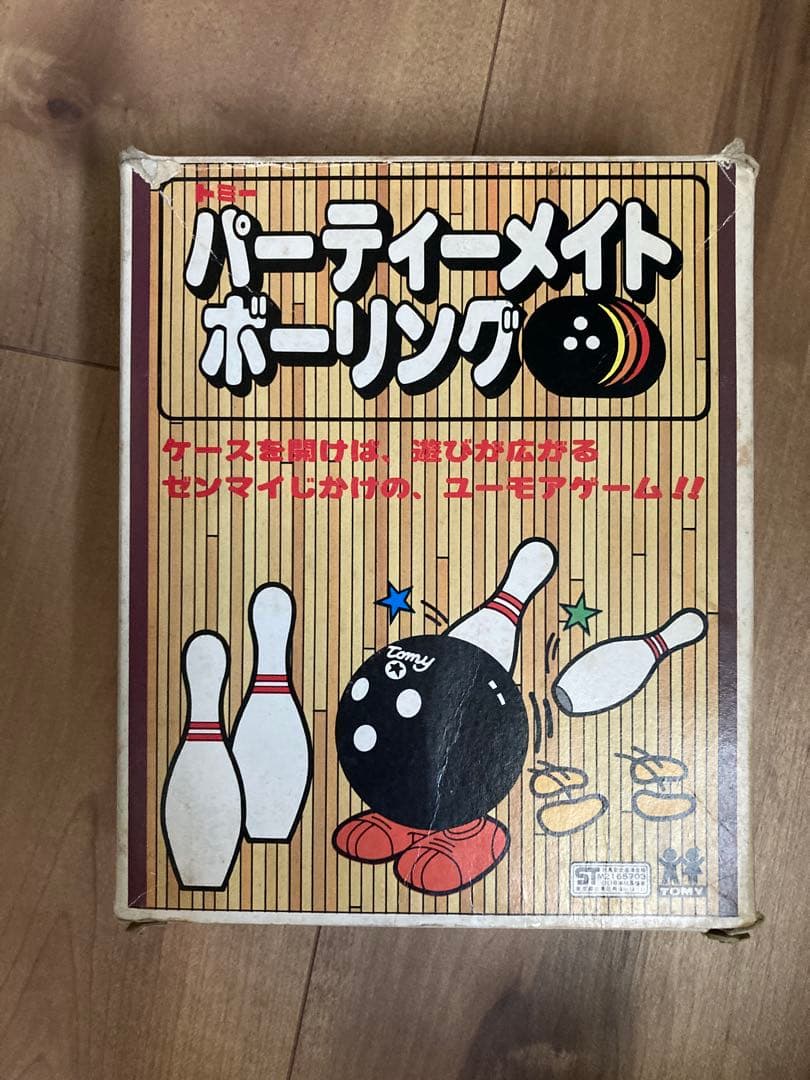 トミー
パーティーメイト
ボーリング
ケースを開けば、遊びが広がる
ゼンマイじかけの、ユーモアゲーム!!
Tomy
ST
M2165703
TOMY